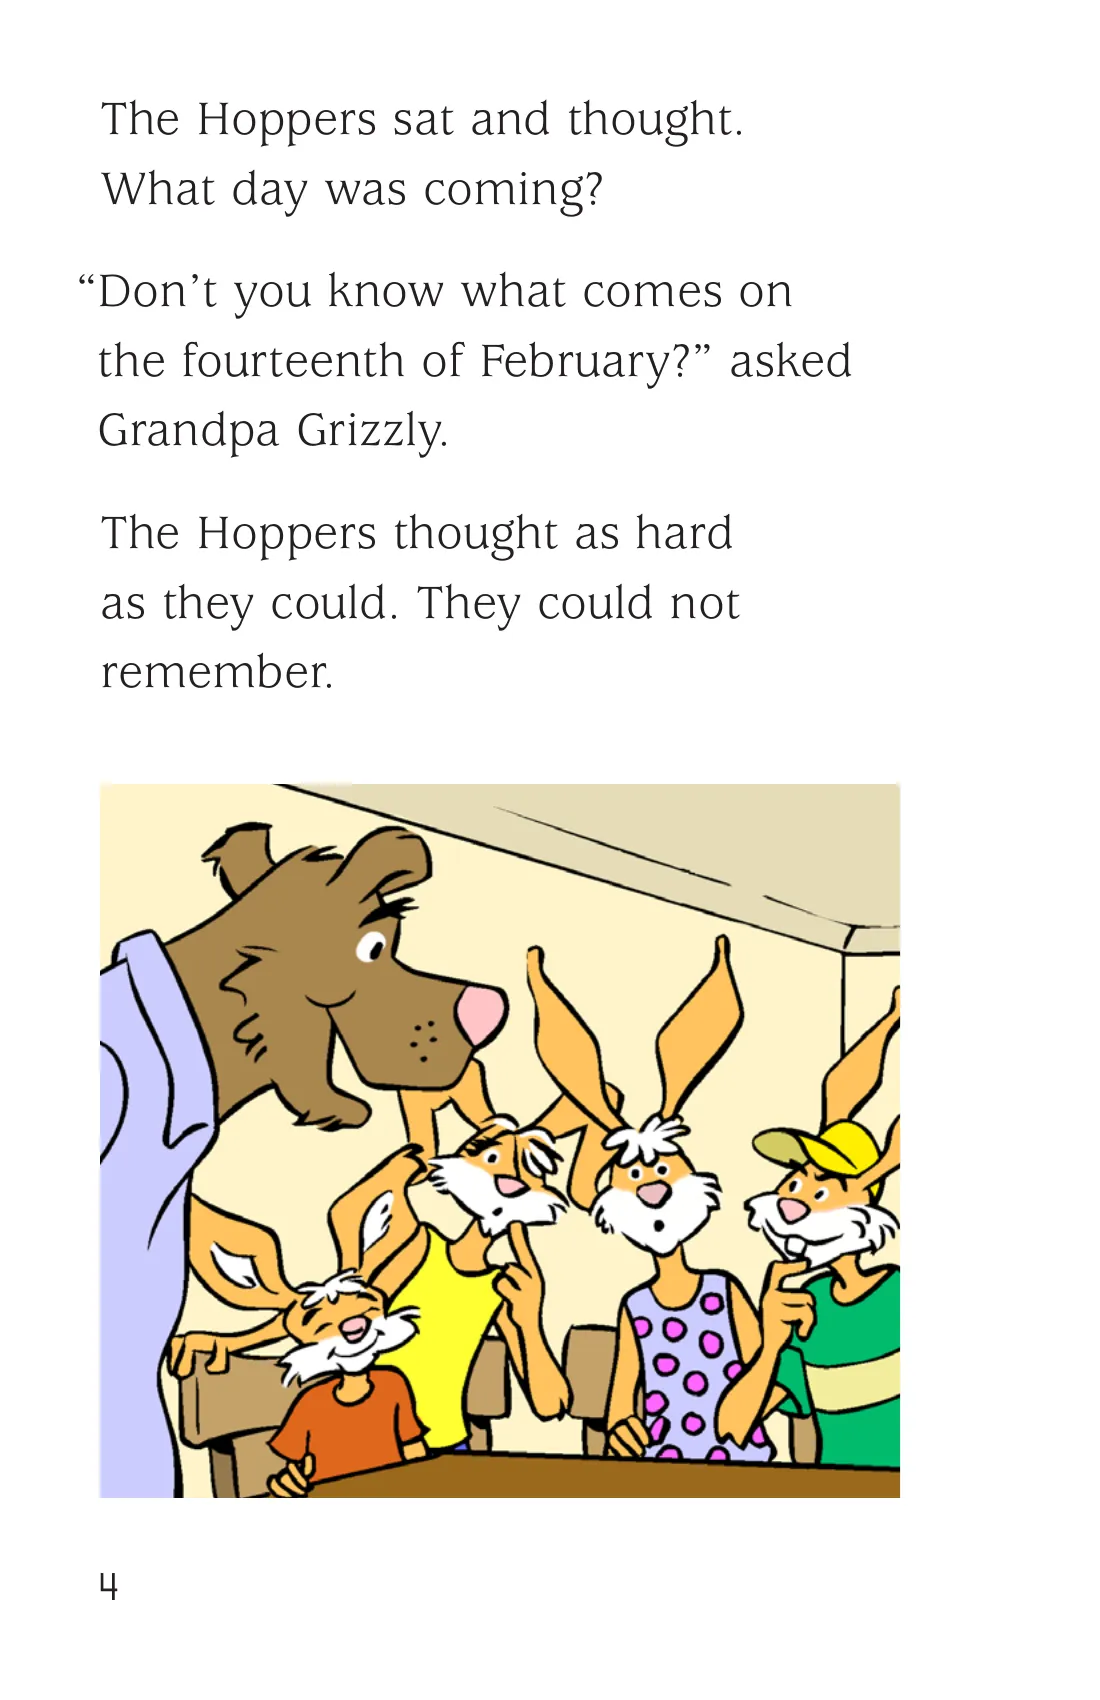 The Hoppers sat and thought.
What day was coming?
“Don’t you know what comes on
the fourteenth of February?” asked
Grandpa Grizzly.
The Hoppers thought as hard
as they could. They could not
remember.
4